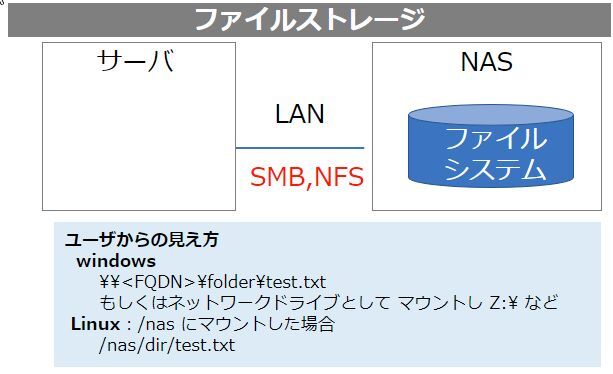 ファイルストレージ
サーバ
NAS
LAN
SMB,NFS
ファイル
システム
ユーザからの見え方
windows
¥¥<FQDN>¥folder¥test.txt
もしくはネットワークドライブとして マウントし Z:¥ など
Linux : /nas にマウントした場合
/nas/dir/test.txt